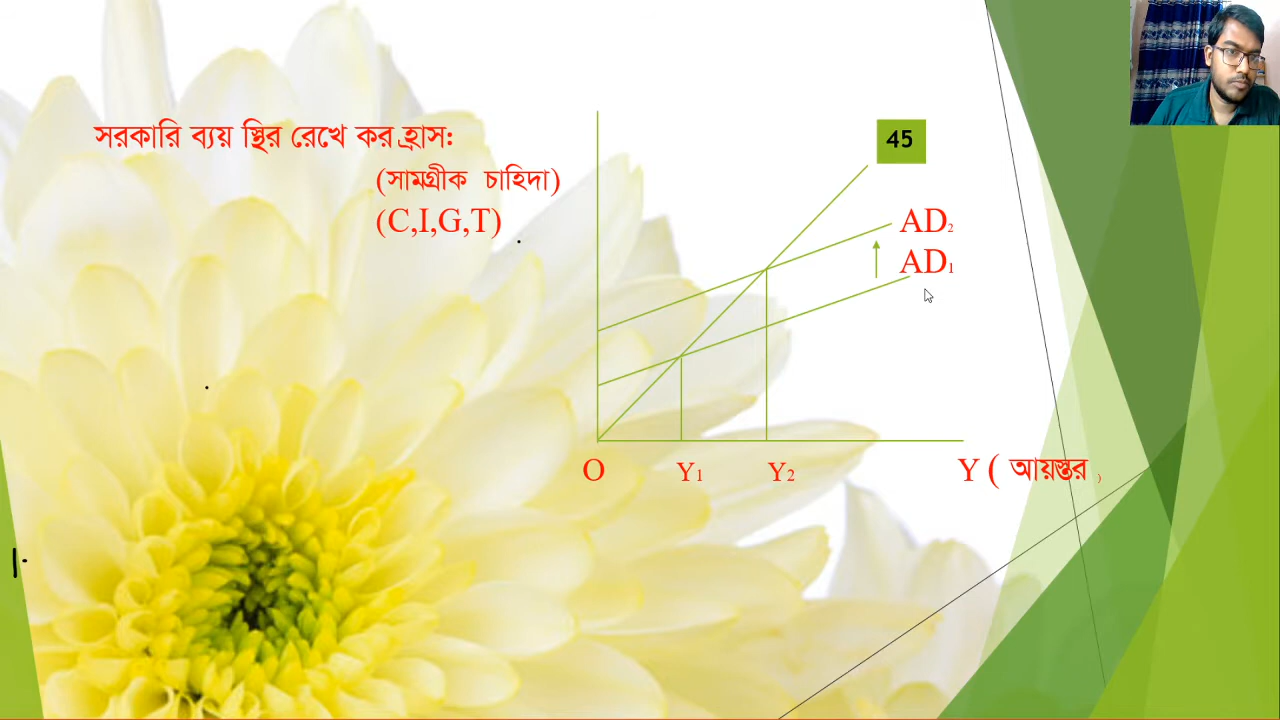 সরকারি ব্যয় স্থির রেখে কর হ্রাস:
(সামগ্রীক চাহিদা)
(C,I,G,T)
45
AD2
AD1
O
Y1
Y2
Y ( আয়স্তর )